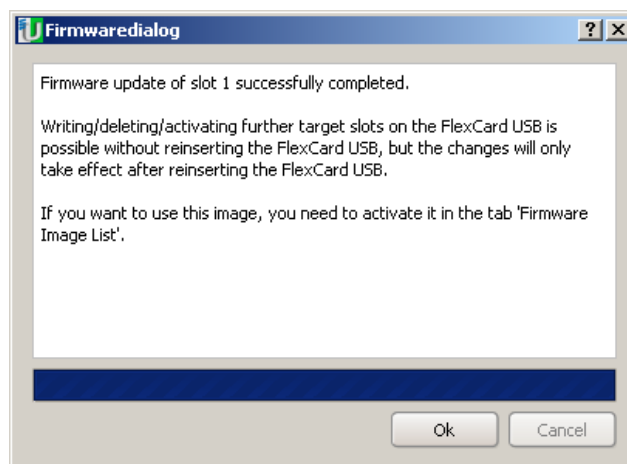 Firmwaredialog
Firmware update of slot 1 successfully completed.
Writing/deleting/activating further target slots on the FlexCard USB is
possible without reinserting the FlexCard USB, but the changes will only
take effect after reinserting the FlexCard USB.
If you want to use this image, you need to activate it in the tab 'Firmware
Image List'.
Ok
Cancel